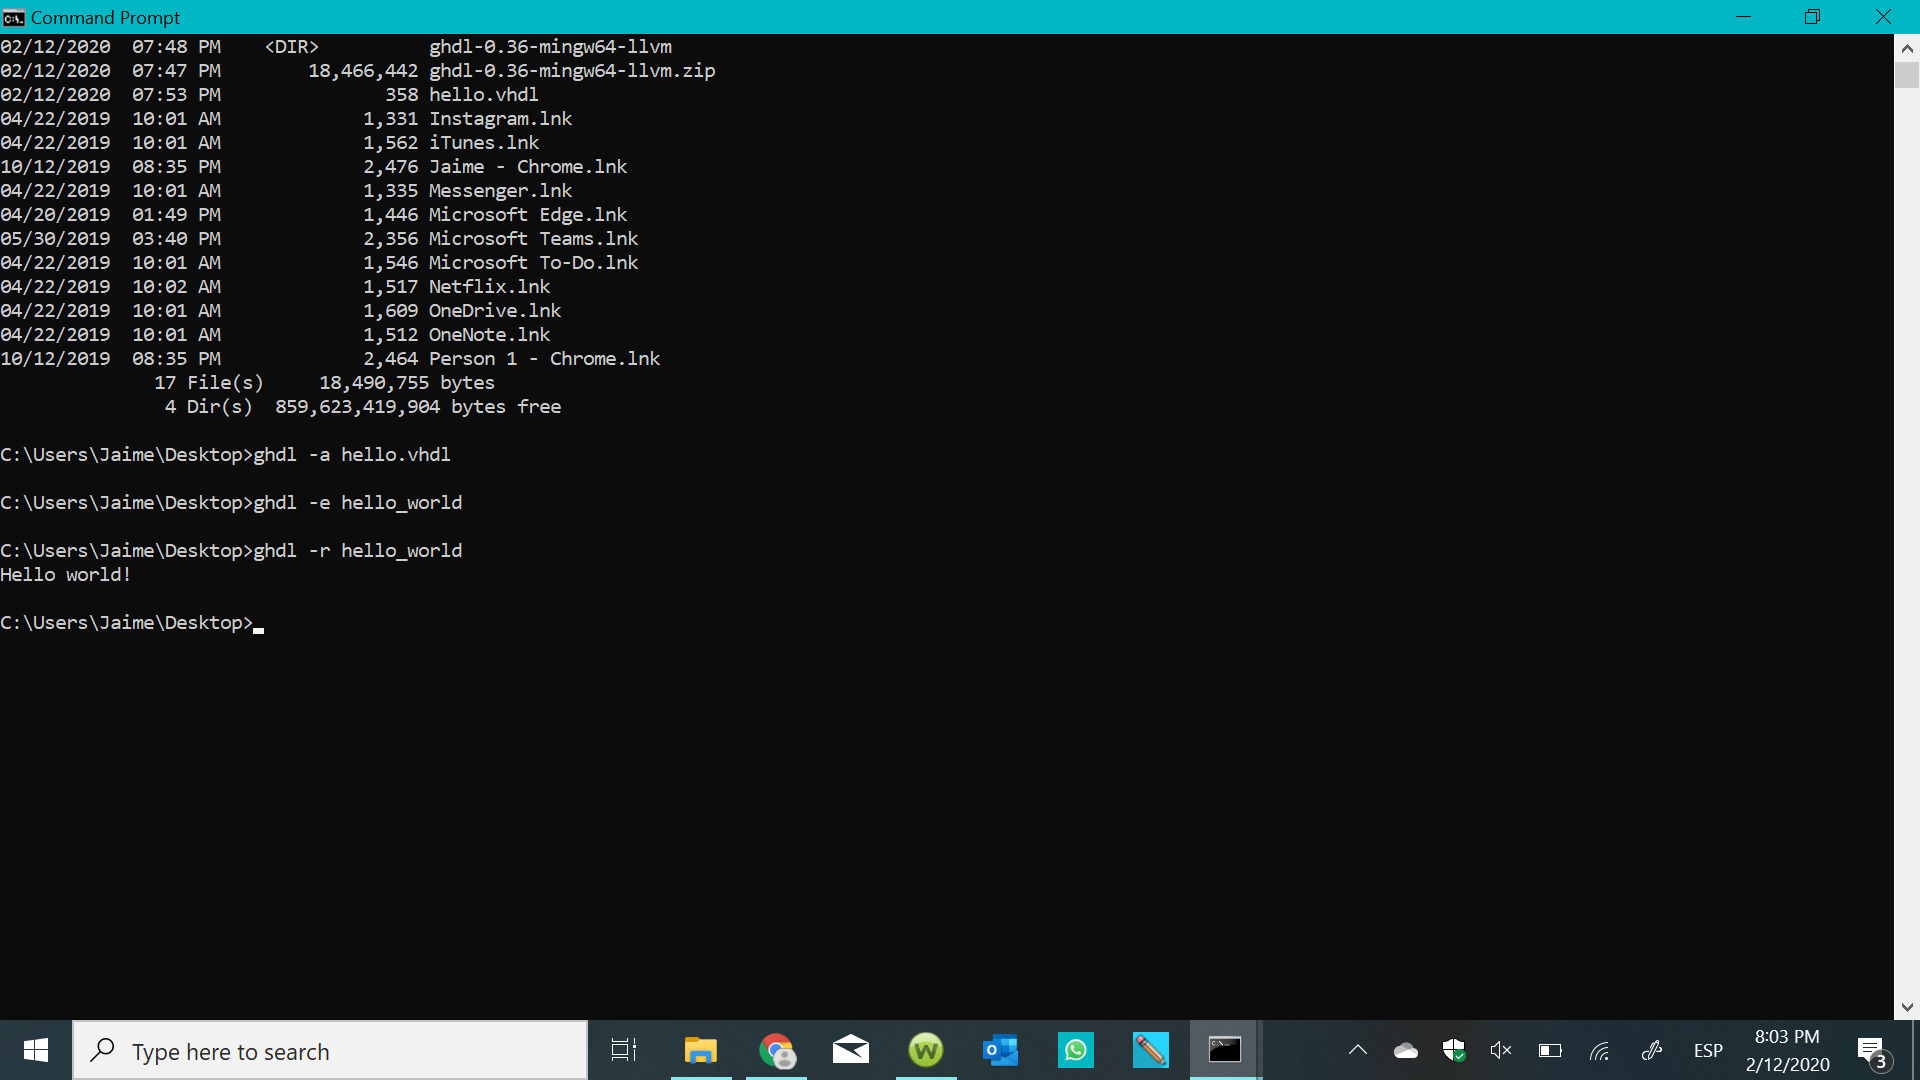 Command Prompt
02/12/2020  07:48 PM    <DIR>          ghdl-0.36-mingw64-llvm
02/12/2020  07:47 PM        18,466,442 ghdl-0.36-mingw64-llvm.zip
02/12/2020  07:53 PM               358 hello.vhdl
04/22/2019  10:01 AM             1,331 Instagram.lnk
04/22/2019  10:01 AM             1,562 iTunes.lnk
10/12/2019  08:35 PM             2,476 Jaime - Chrome.lnk
04/22/2019  10:01 AM             1,335 Messenger.lnk
04/20/2019  01:49 PM             1,446 Microsoft Edge.lnk
05/30/2019  03:40 PM             2,356 Microsoft Teams.lnk
04/22/2019  10:01 AM             1,546 Microsoft To-Do.lnk
04/22/2019  10:02 AM             1,517 Netflix.lnk
04/22/2019  10:01 AM             1,609 OneDrive.lnk
04/22/2019  10:01 AM             1,512 OneNote.lnk
10/12/2019  08:35 PM             2,464 Person 1 - Chrome.lnk
              17 File(s)     18,490,755 bytes
               4 Dir(s)  859,623,419,904 bytes free
C:\Users\Jaime\Desktop>ghdl -a hello.vhdl
C:\Users\Jaime\Desktop>ghdl -e hello_world
C:\Users\Jaime\Desktop>ghdl -r hello_world
Hello world!
C:\Users\Jaime\Desktop>
Type here to search
ESP
8:03 PM
2/12/2020
3